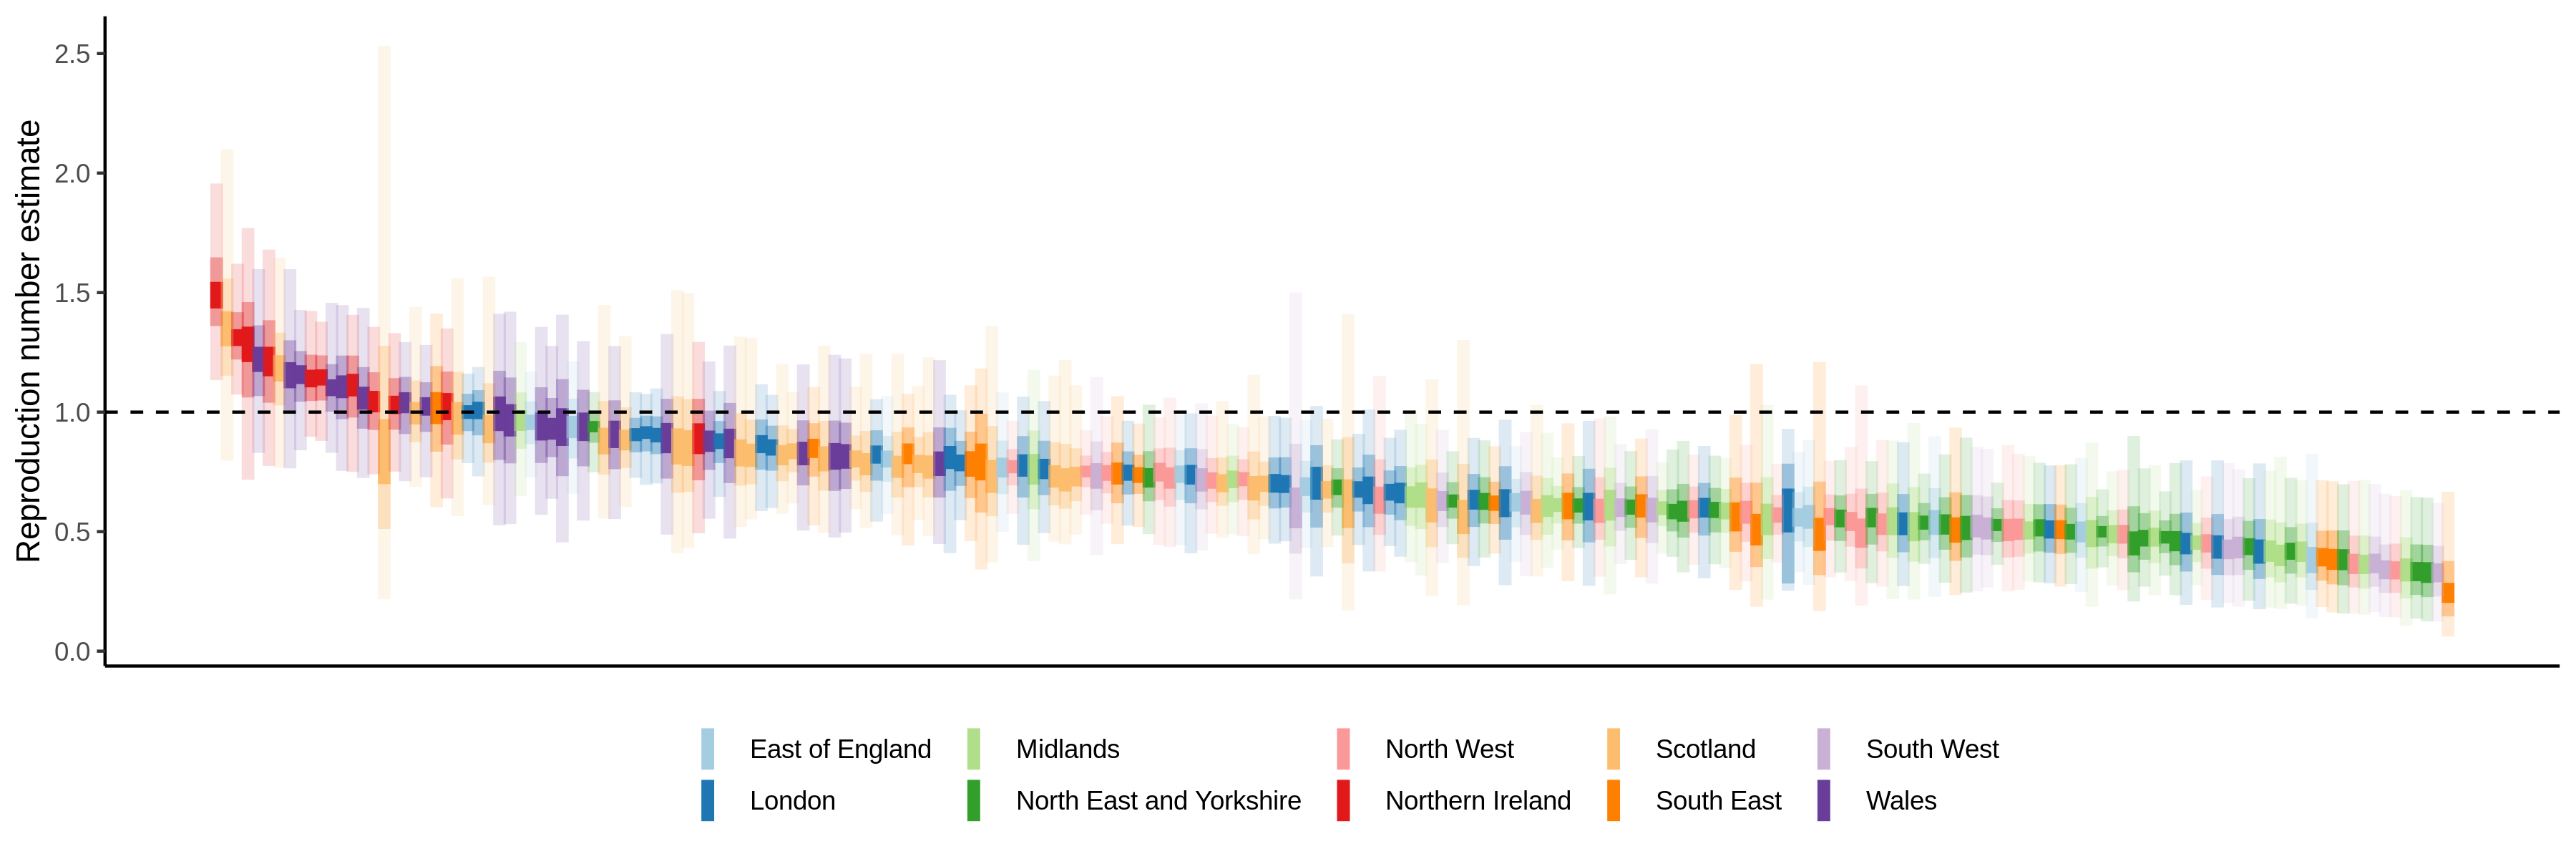 Reproduction number estimate
2.5
2.0
1.5
1.0
0.5
0.0
East of England Midlands North West Scotland South West
London North East and Yorkshire Northern Ireland South East Wales